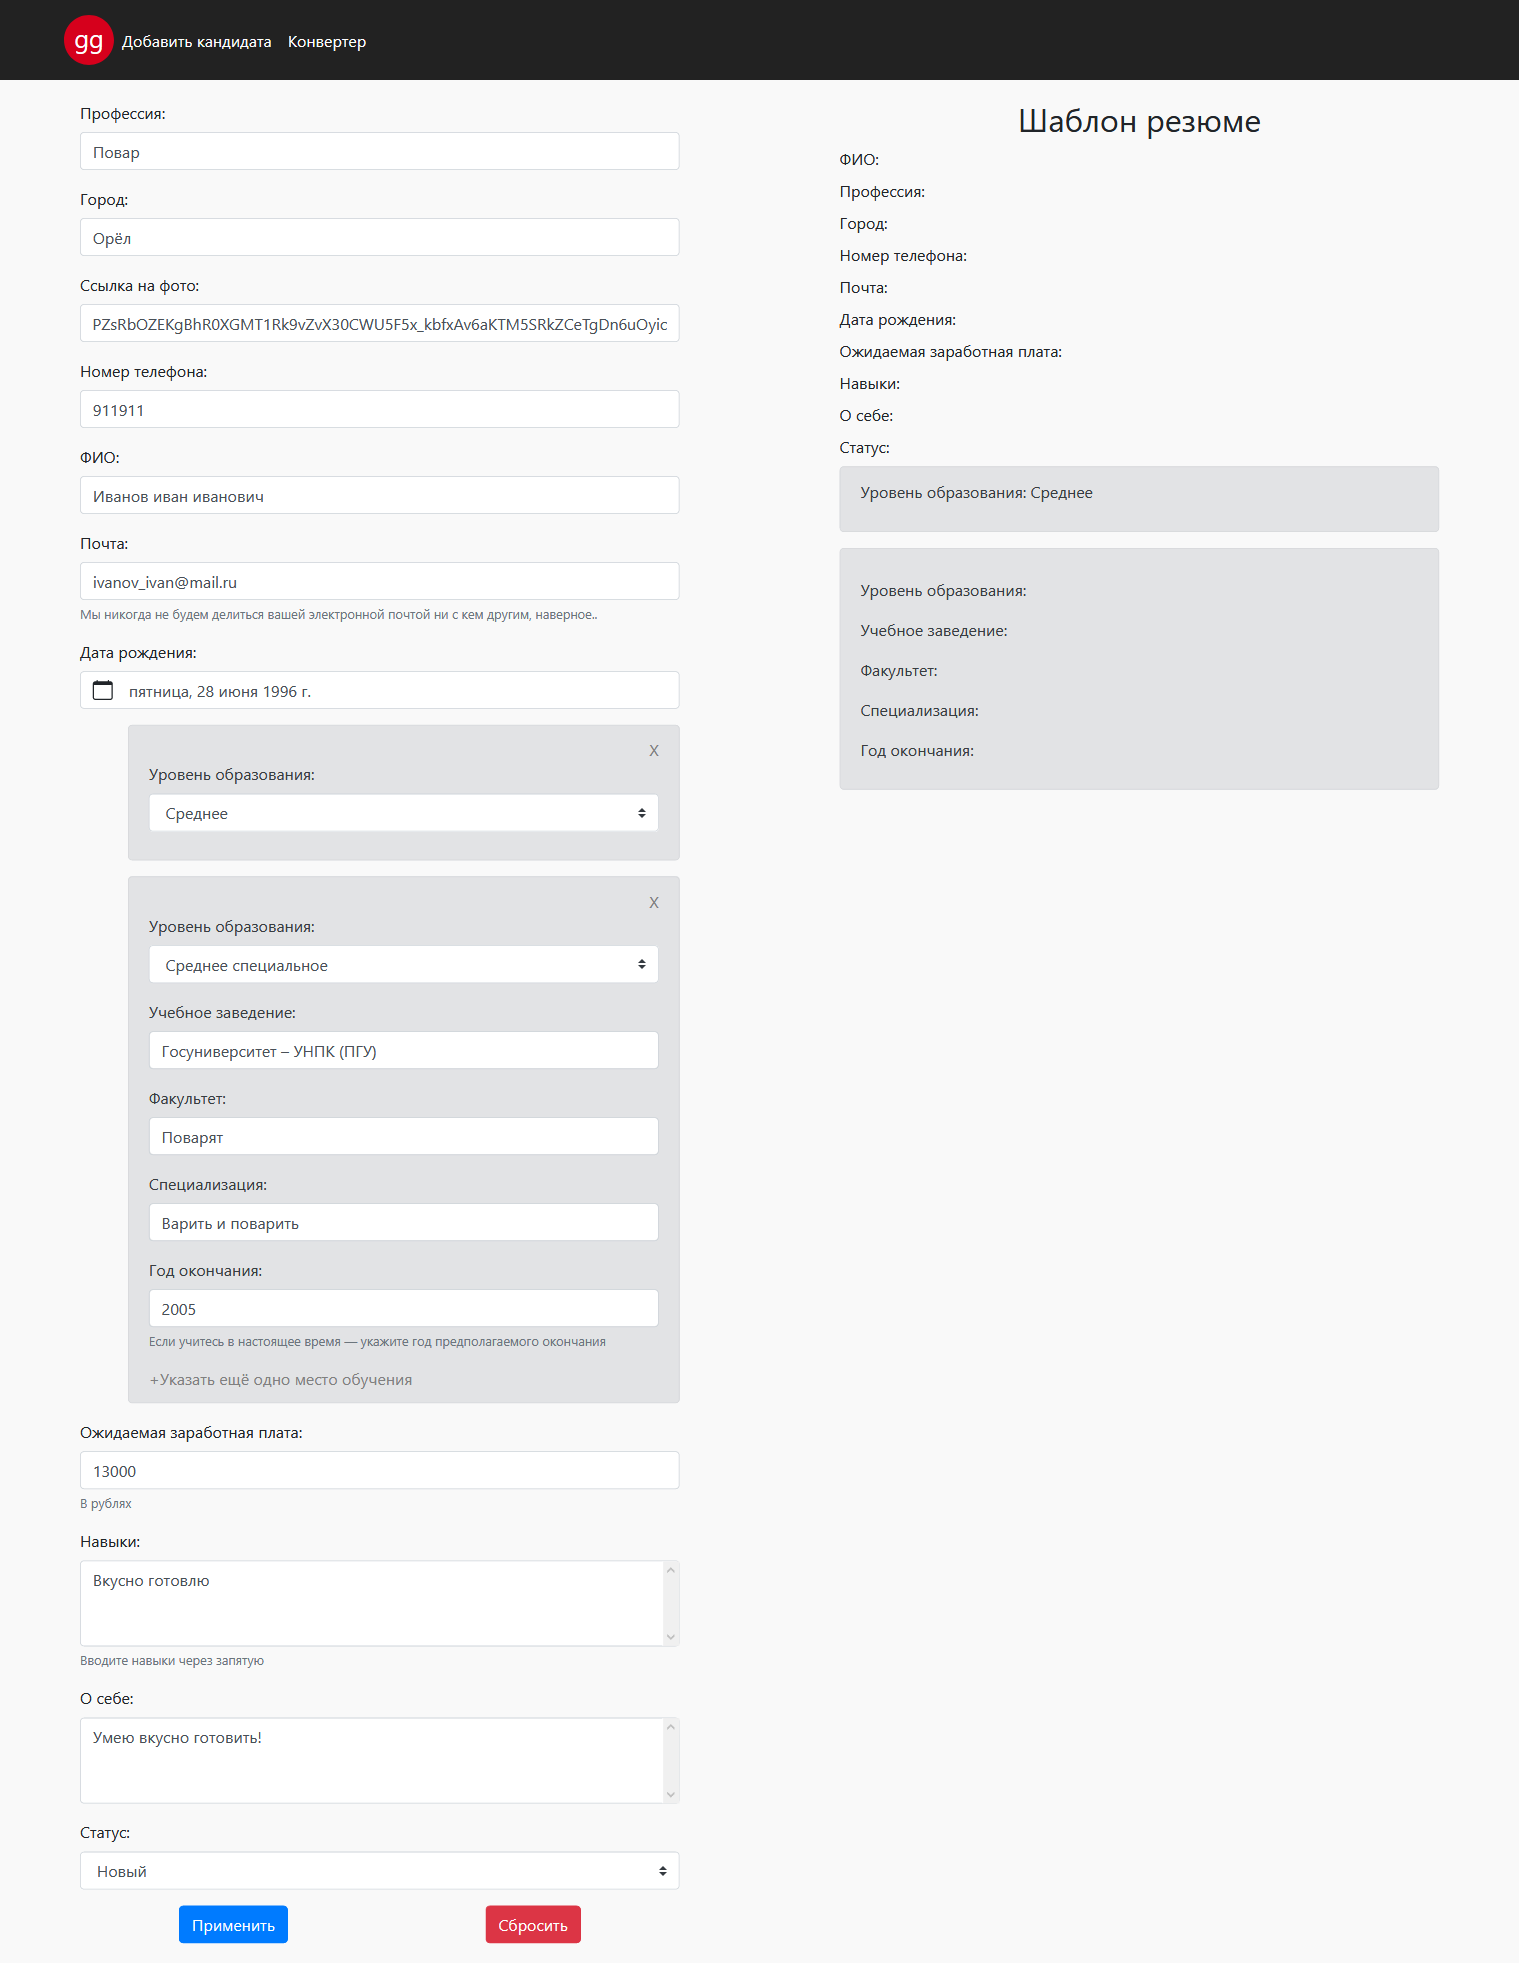 gg Добавить кандидата Конвертер
Профессия:
Повар
Город:
Орёл
Ссылка на фото:
PZsRbOZEKgBhR0XGMT1Rk9vZvX30CWU5F5x_kbfxAv6aKTM5SRkZCeTgDn6uOyic
Номер телефона:
911911
ФИО:
Иванов иван иванович
Почта:
ivanov_ivan@mail.ru
Мы никогда не будем делиться вашей электронной почтой ни с кем другим, наверное..
Дата рождения:
пятница, 28 июня 1996 г.
X
Уровень образования:
Среднее
X
Уровень образования:
Среднее специальное
Учебное заведение:
Госуниверситет – УНПК (ПГУ)
Факультет:
Поварят
Специализация:
Варить и поварить
Год окончания:
2005
Если учитесь в настоящее время — укажите год предполагаемого окончания
+Указать ещё одно место обучения
Ожидаемая заработная плата:
13000
В рублях
Навыки:
Вкусно готовлю
Вводите навыки через запятую
О себе:
Умею вкусно готовить!
Статус:
Новый
Применить Сбросить
Шаблон резюме
ФИО:
Профессия:
Город:
Номер телефона:
Почта:
Дата рождения:
Ожидаемая заработная плата:
Навыки:
О себе:
Статус:
Уровень образования: Среднее
Уровень образования:
Учебное заведение:
Факультет:
Специализация:
Год окончания: